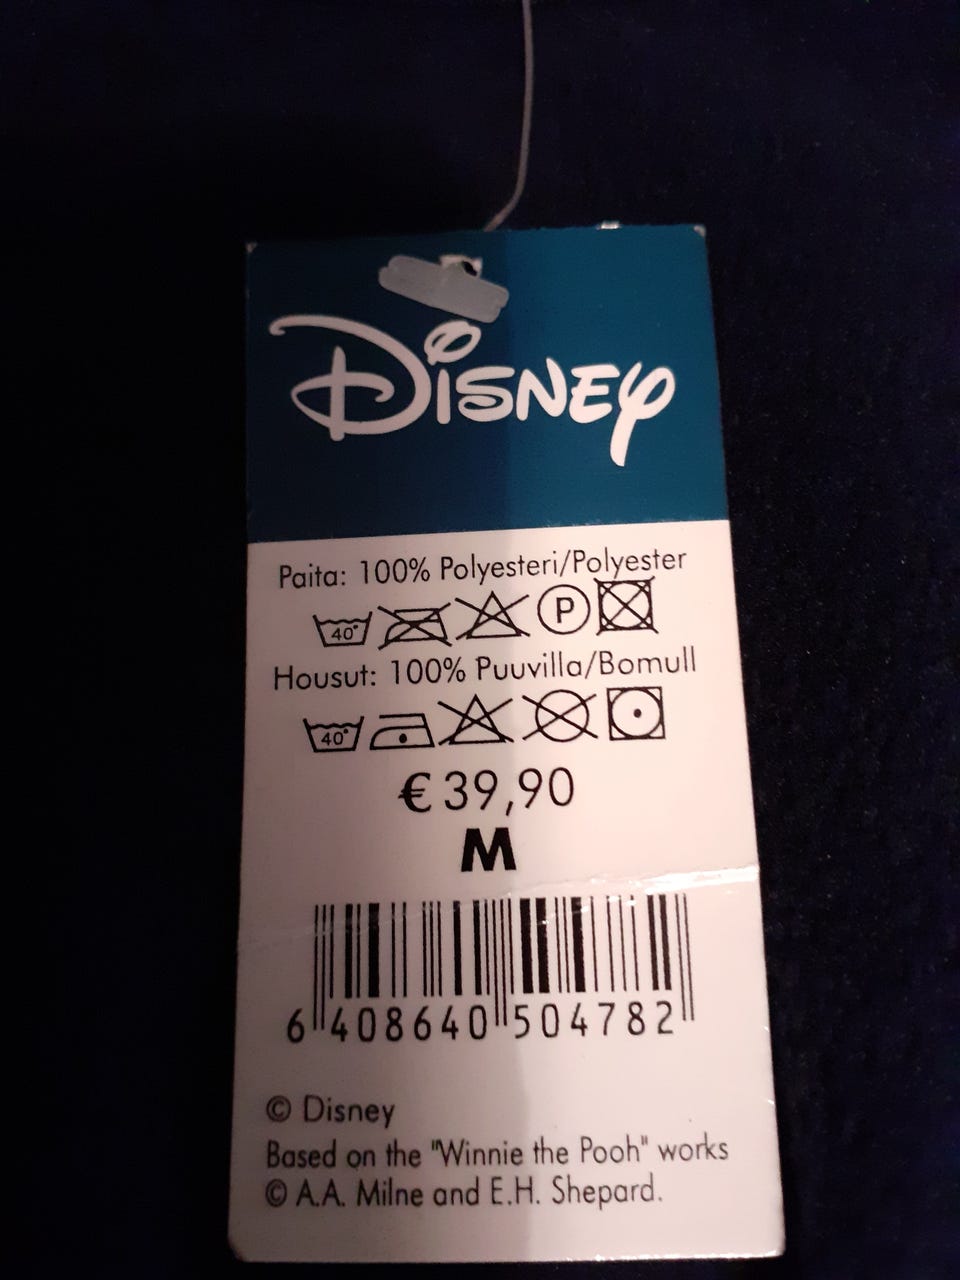 Disney
Paita: 100% Polyesteri/Polyester
40° P
Housut: 100% Puuvilla/Bomull
40°
€ 39,90
M
6 408640 504782
© Disney
Based on the "Winnie the Pooh" works
© A.A. Milne and E.H. Shepard.